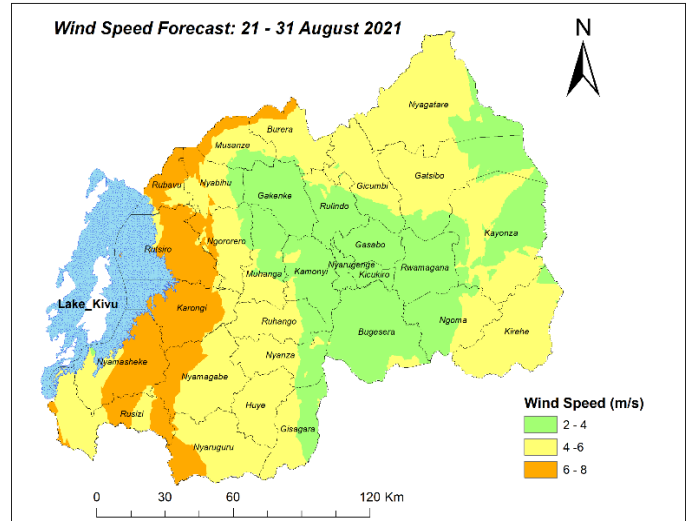 Wind Speed Forecast: 21 - 31 August 2021
N
Nyagatare
Burera
Musanze
Gatsibo
Rubavu
Nyabihu
Gicumbi
Gakenke
Rulindo
Kayonza
Rutsiro
Ngororero
Gasabo
Nyarugenge
Rwamagana
Muhanga
Kamonyi
Kicukiro
Lake_Kivu
Karongi
Ruhango
Bugesera
Ngoma
Kirehe
Nyamasheke
Nyanza
Nyamagabe
Huye
Rusizi
Gisagara
Nyaruguru
Wind Speed (m/s)
2 - 4
4 -6
6 - 8
0 30 60 120 Km